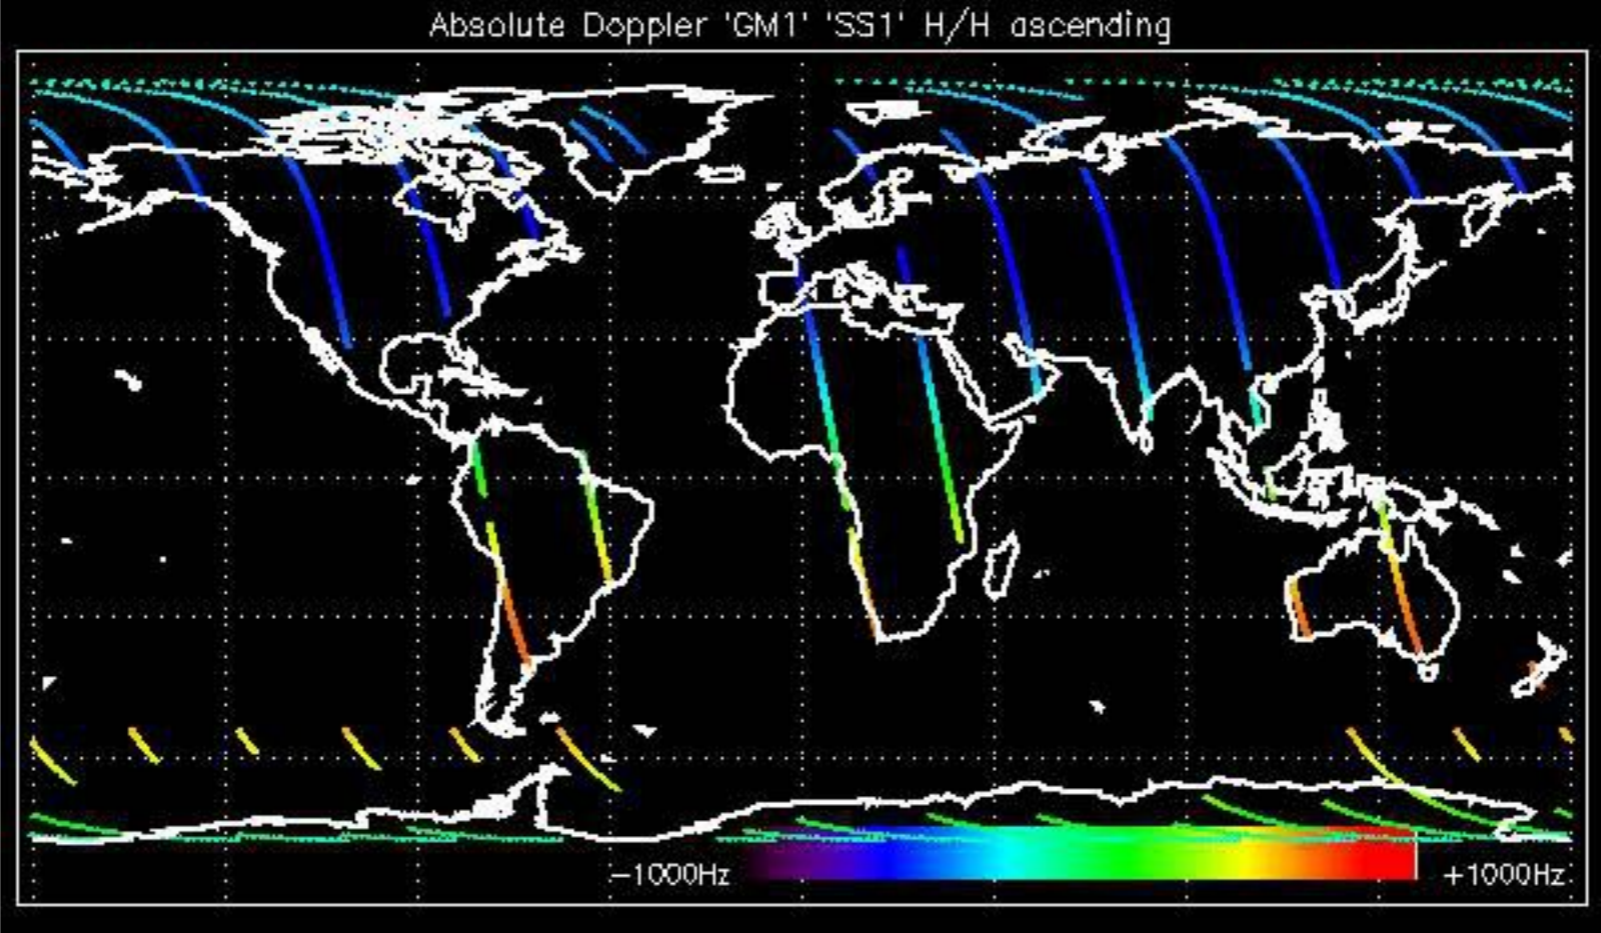 Absolute Doppler 'GM1' 'SS1' H/H ascending
−1000Hz
+1000Hz